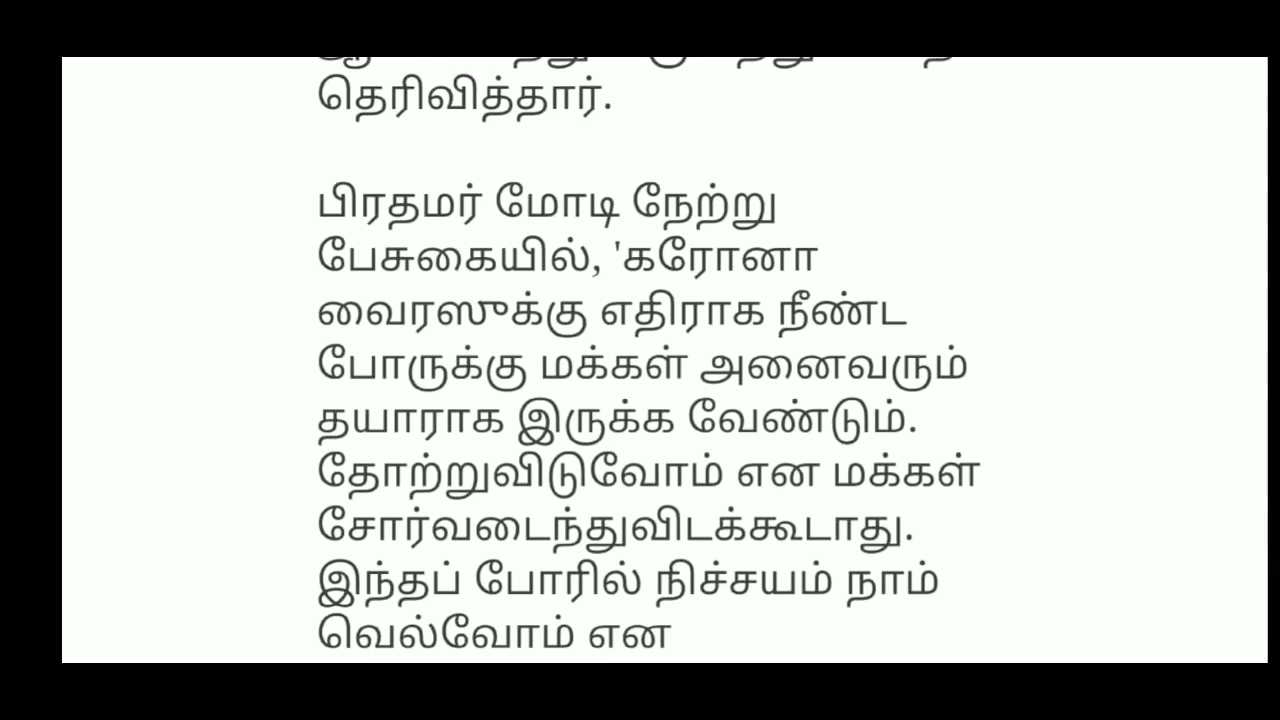 தெரிவித்தார்.
பிரதமர் மோடி நேற்று
பேசுகையில், 'கரோனா
வைரஸுக்கு எதிராக நீண்ட
போருக்கு மக்கள் அனைவரும்
தயாராக இருக்க வேண்டும்.
தோற்றுவிடுவோம் என மக்கள்
சோர்வடைந்துவிடக்கூடாது.
இந்தப் போரில் நிச்சயம் நாம்
வெல்வோம் என